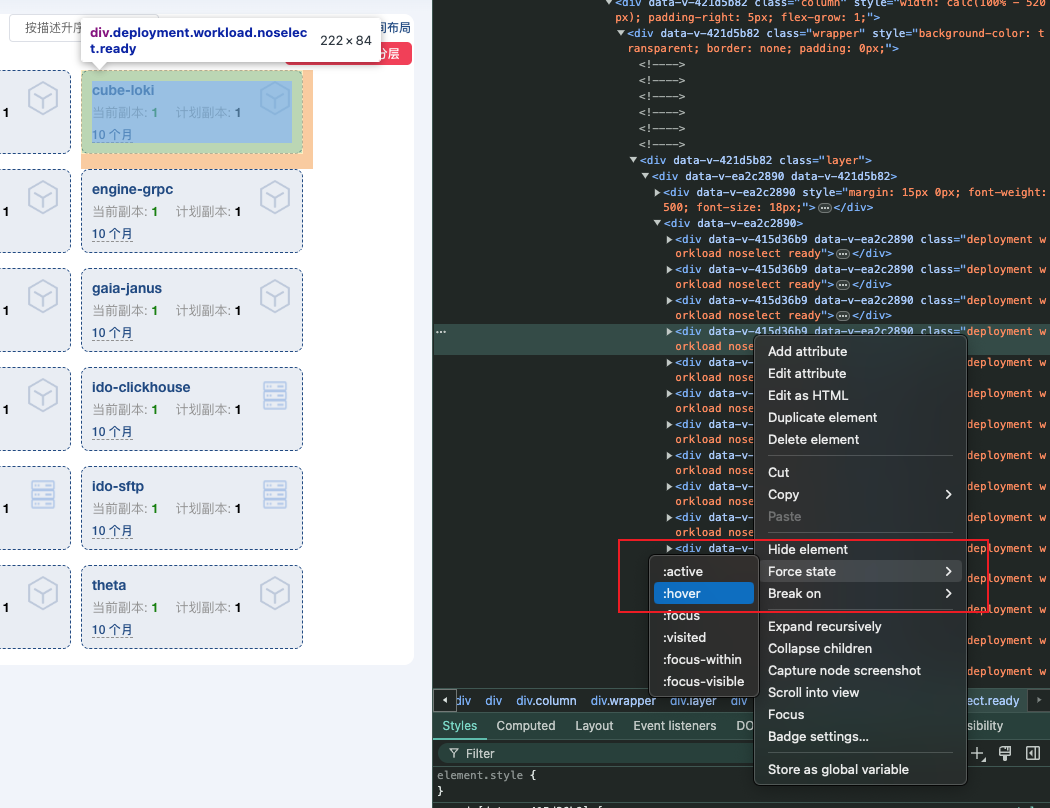 按描述升序
间布局
分层
div.deployment.workload.noselec
t.ready
222 × 84
1
cube-loki
当前副本: 1 计划副本: 1
10 个月
1
engine-grpc
当前副本: 1 计划副本: 1
10 个月
1
gaia-janus
当前副本: 1 计划副本: 1
10 个月
1
ido-clickhouse
当前副本: 1 计划副本: 1
10 个月
1
ido-sftp
当前副本: 1 计划副本: 1
10 个月
1
theta
当前副本: 1 计划副本: 1
10 个月
<div data-v-421d5b82 class="column" style="width: calc(100% - 520
px); padding-right: 5px; flex-grow: 1;">
<div data-v-421d5b82 class="wrapper" style="background-color: t
ransparent; border: none; padding: 0px;">
<!---->
<!---->
<!---->
<!---->
<!---->
<!---->
<div data-v-421d5b82 class="layer">
<div data-v-ea2c2890 data-v-421d5b82>
<div data-v-ea2c2890 style="margin: 15px 0px; font-weight:
500; font-size: 18px;"> … </div>
<div data-v-ea2c2890>
<div data-v-415d36b9 data-v-ea2c2890 class="deployment w
orkload noselect ready"> … </div>
<div data-v-415d36b9 data-v-ea2c2890 class="deployment w
orkload noselect ready"> … </div>
<div data-v-415d36b9 data-v-ea2c2890 class="deployment w
orkload noselect ready"> … </div>
<div data-v-415d36b9 data-v-ea2c2890 class="deployment w
orkload nose
<div data-v- deployment w
orkload nose
<div data-v- deployment w
orkload nose
<div data-v- deployment w
orkload nose
<div data-v- deployment w
orkload nose
<div data-v- deployment w
orkload nose
<div data-v- deployment w
orkload nose
<div data-v- deployment w
deployment w
deployment w
deployment w
deployment w
Add attribute
Edit attribute
Edit as HTML
Duplicate element
Delete element
Cut
Copy
Paste
Hide element
Force state
Break on
Expand recursively
Collapse children
Capture node screenshot
Scroll into view
Focus
Badge settings...
Store as global variable
:active
:hover
:focus
:visited
:focus-within
:focus-visible
div div div.column div.wrapper div.layer div ect.ready
Styles Computed Layout Event listeners DO sibility
Filter
element.style {
}